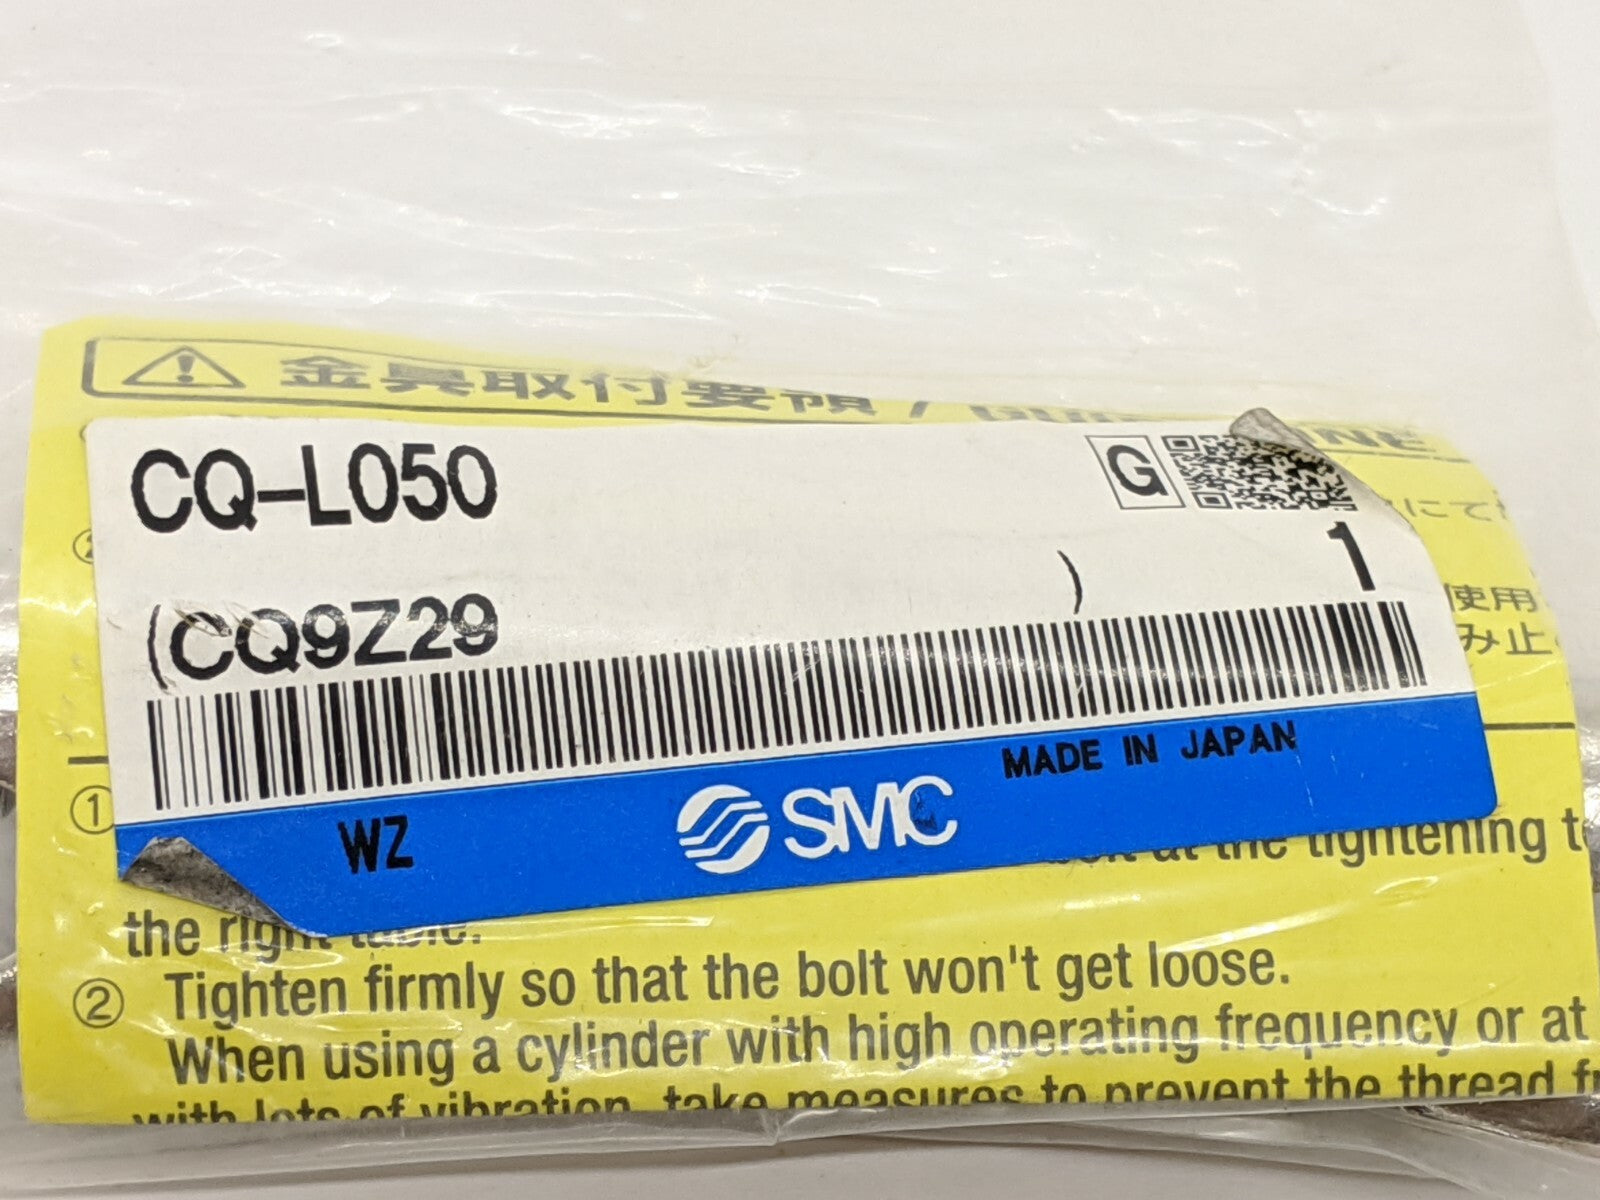 金具取付要領 /
CQ-L050
G
1
(CQ9Z29 )
MADE IN JAPAN
WZ
SMC
にて
使用
み止
①
at the tightening
the right table.
② Tighten firmly so that the bolt won't get loose.
When using a cylinder with high operating frequency or at
with lots of vibration, take measures to prevent the thread